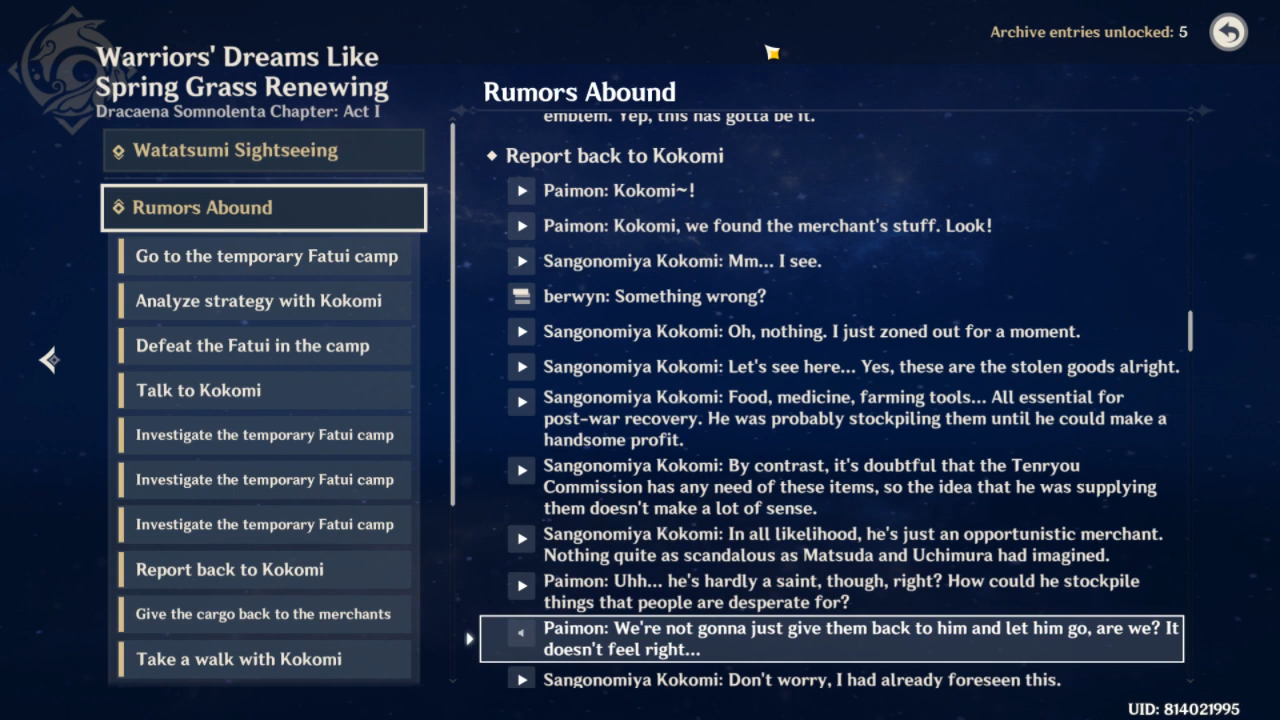 Archive entries unlocked: 5
Warriors' Dreams Like
Spring Grass Renewing
Dracaena Somnolenta Chapter: Act I
Watatsumi Sightseeing
Rumors Abound
Go to the temporary Fatui camp
Analyze strategy with Kokomi
Defeat the Fatui in the camp
Talk to Kokomi
Investigate the temporary Fatui camp
Investigate the temporary Fatui camp
Investigate the temporary Fatui camp
Report back to Kokomi
Give the cargo back to the merchants
Take a walk with Kokomi
Rumors Abound
emblem. Yep, this has gotta be it.
Report back to Kokomi
Paimon: Kokomi~!
Paimon: Kokomi, we found the merchant's stuff. Look!
Sangonomiya Kokomi: Mm... I see.
berwyn: Something wrong?
Sangonomiya Kokomi: Oh, nothing. I just zoned out for a moment.
Sangonomiya Kokomi: Let's see here... Yes, these are the stolen goods alright.
Sangonomiya Kokomi: Food, medicine, farming tools... All essential for
post-war recovery. He was probably stockpiling them until he could make a
handsome profit.
Sangonomiya Kokomi: By contrast, it's doubtful that the Tenryou
Commission has any need of these items, so the idea that he was supplying
them doesn't make a lot of sense.
Sangonomiya Kokomi: In all likelihood, he's just an opportunistic merchant.
Nothing quite as scandalous as Matsuda and Uchimura had imagined.
Paimon: Uhh... he's hardly a saint, though, right? How could he stockpile
things that people are desperate for?
Paimon: We're not gonna just give them back to him and let him go, are we? It
doesn't feel right...
Sangonomiya Kokomi: Don't worry, I had already foreseen this.
UID: 814021995